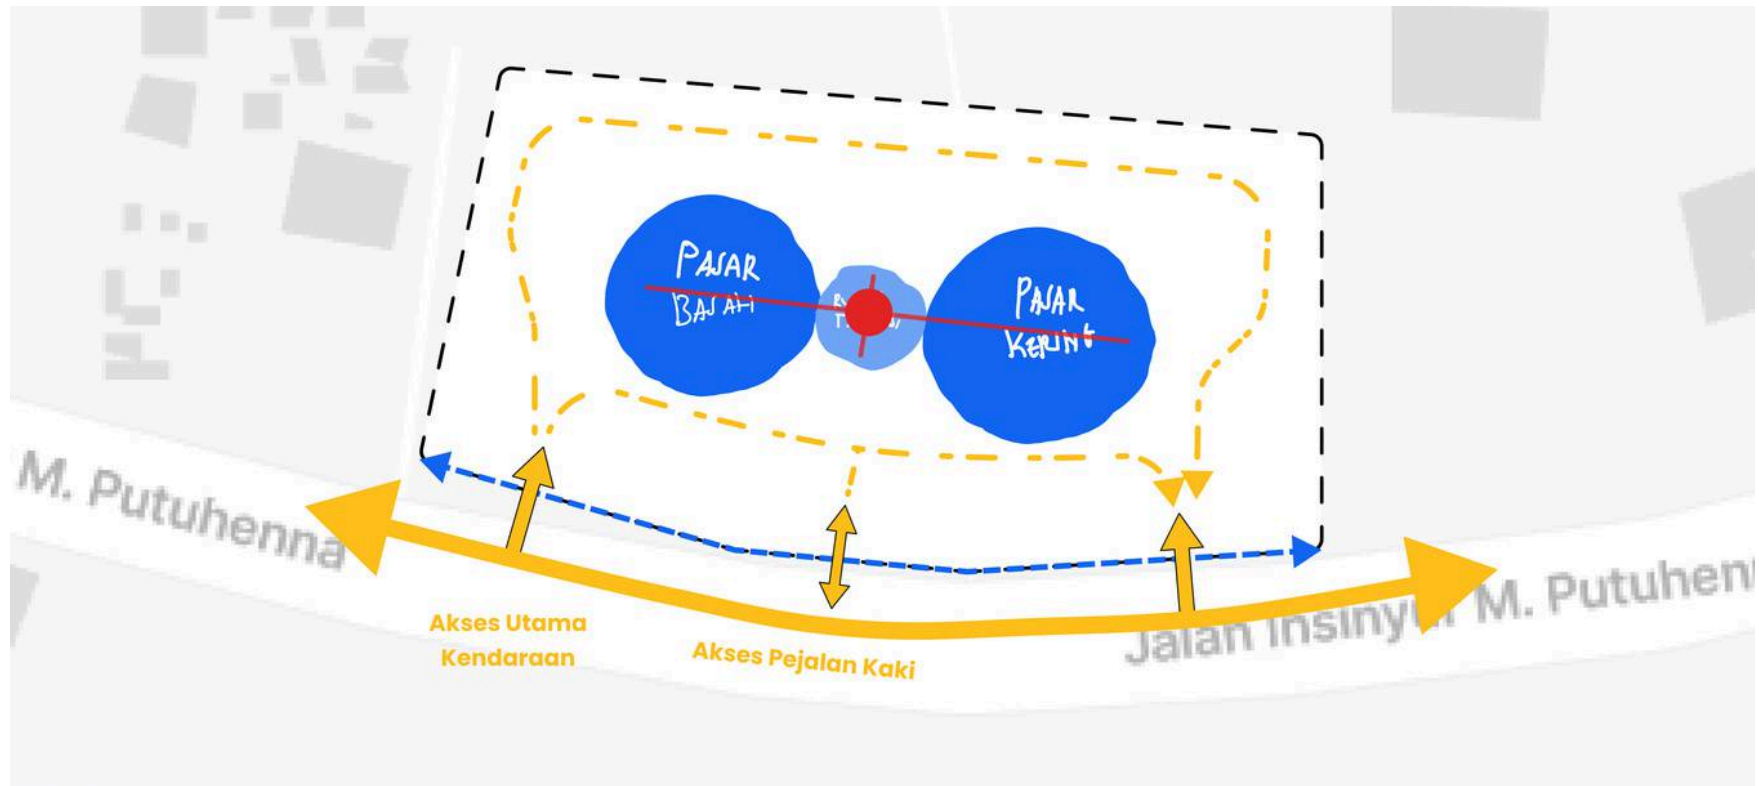 PASAR
BASAH
PASAR
KERING
M. Putuhenna
Akses Utama
Kendaraan
Akses Pejalan Kaki
Jalan Insinyur M. Putuhenna